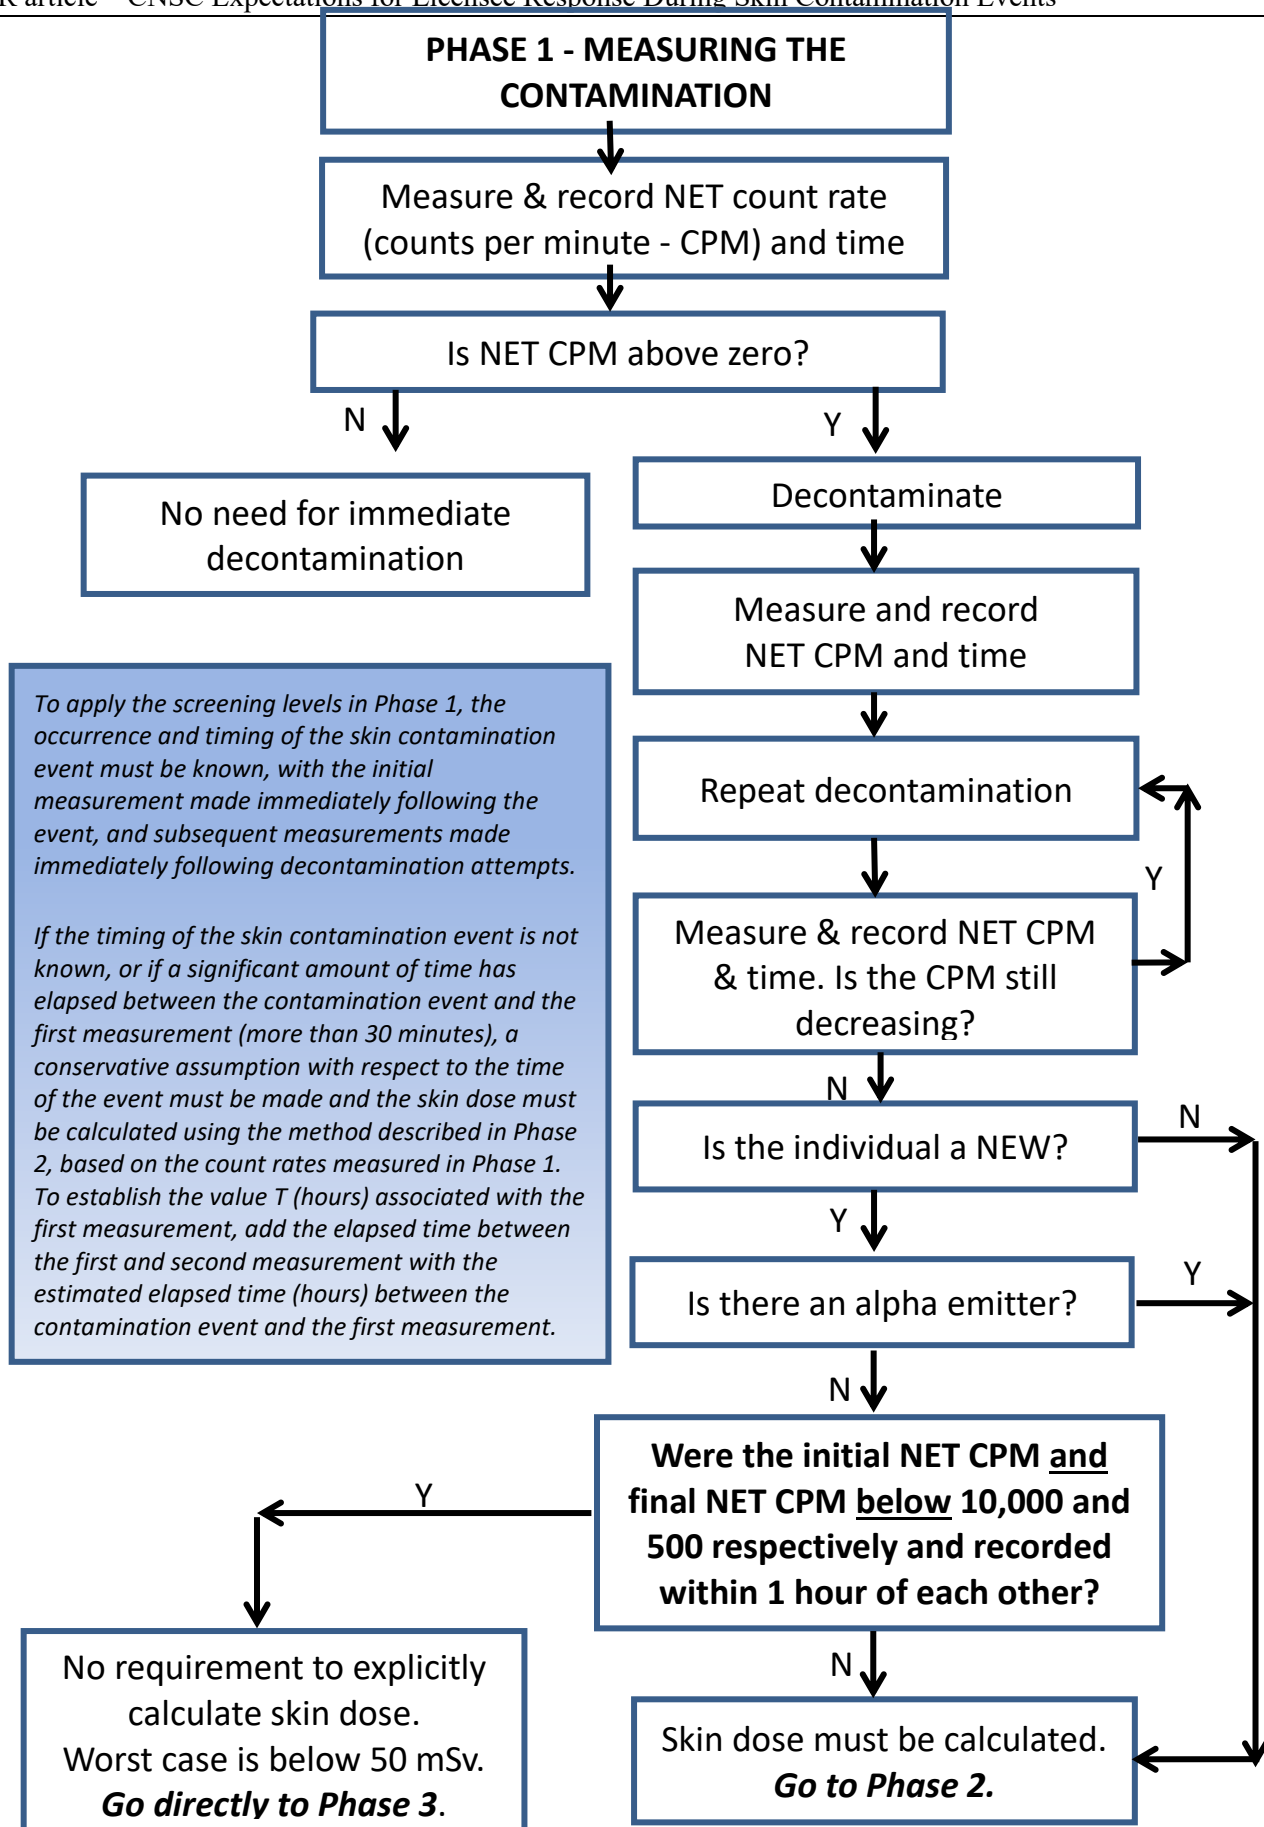 R article – CNSC Expectations for Licensee Response During Skin Contamination Events
PHASE 1 - MEASURING THE
CONTAMINATION
Measure & record NET count rate
(counts per minute - CPM) and time
Is NET CPM above zero?
N
Y
No need for immediate
decontamination
Decontaminate
Measure and record
NET CPM and time
To apply the screening levels in Phase 1, the
occurrence and timing of the skin contamination
event must be known, with the initial
measurement made immediately following the
event, and subsequent measurements made
immediately following decontamination attempts.
If the timing of the skin contamination event is not
known, or if a significant amount of time has
elapsed between the contamination event and the
first measurement (more than 30 minutes), a
conservative assumption with respect to the time
of the event must be made and the skin dose must
be calculated using the method described in Phase
2, based on the count rates measured in Phase 1.
To establish the value T (hours) associated with the
first measurement, add the elapsed time between
the first and second measurement with the
estimated elapsed time (hours) between the
contamination event and the first measurement.
Repeat decontamination
Y
Measure & record NET CPM
& time. Is the CPM still
decreasing?
N
Is the individual a NEW?
N
Y
Is there an alpha emitter?
Y
N
Were the initial NET CPM and
final NET CPM below 10,000 and
500 respectively and recorded
within 1 hour of each other?
Y
N
No requirement to explicitly
calculate skin dose.
Worst case is below 50 mSv.
Go directly to Phase 3.
Skin dose must be calculated.
Go to Phase 2.